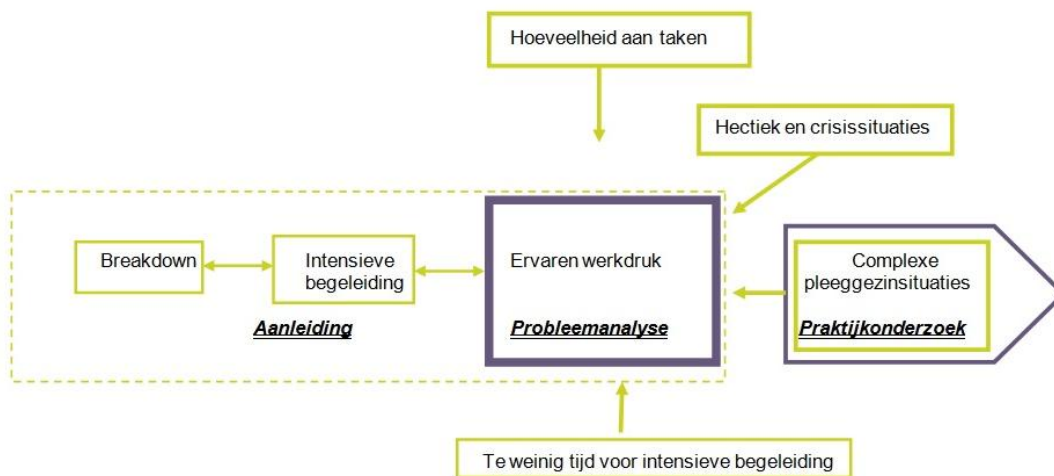 Hoeveelheid aan taken
Hectiek en crisissituaties
Breakdown
Intensieve
begeleiding
Ervaren werkdruk
Complexe
pleeggezinsituaties
Aanleiding
Probleemanalyse
Praktijkonderzoek
Te weinig tijd voor intensieve begeleiding